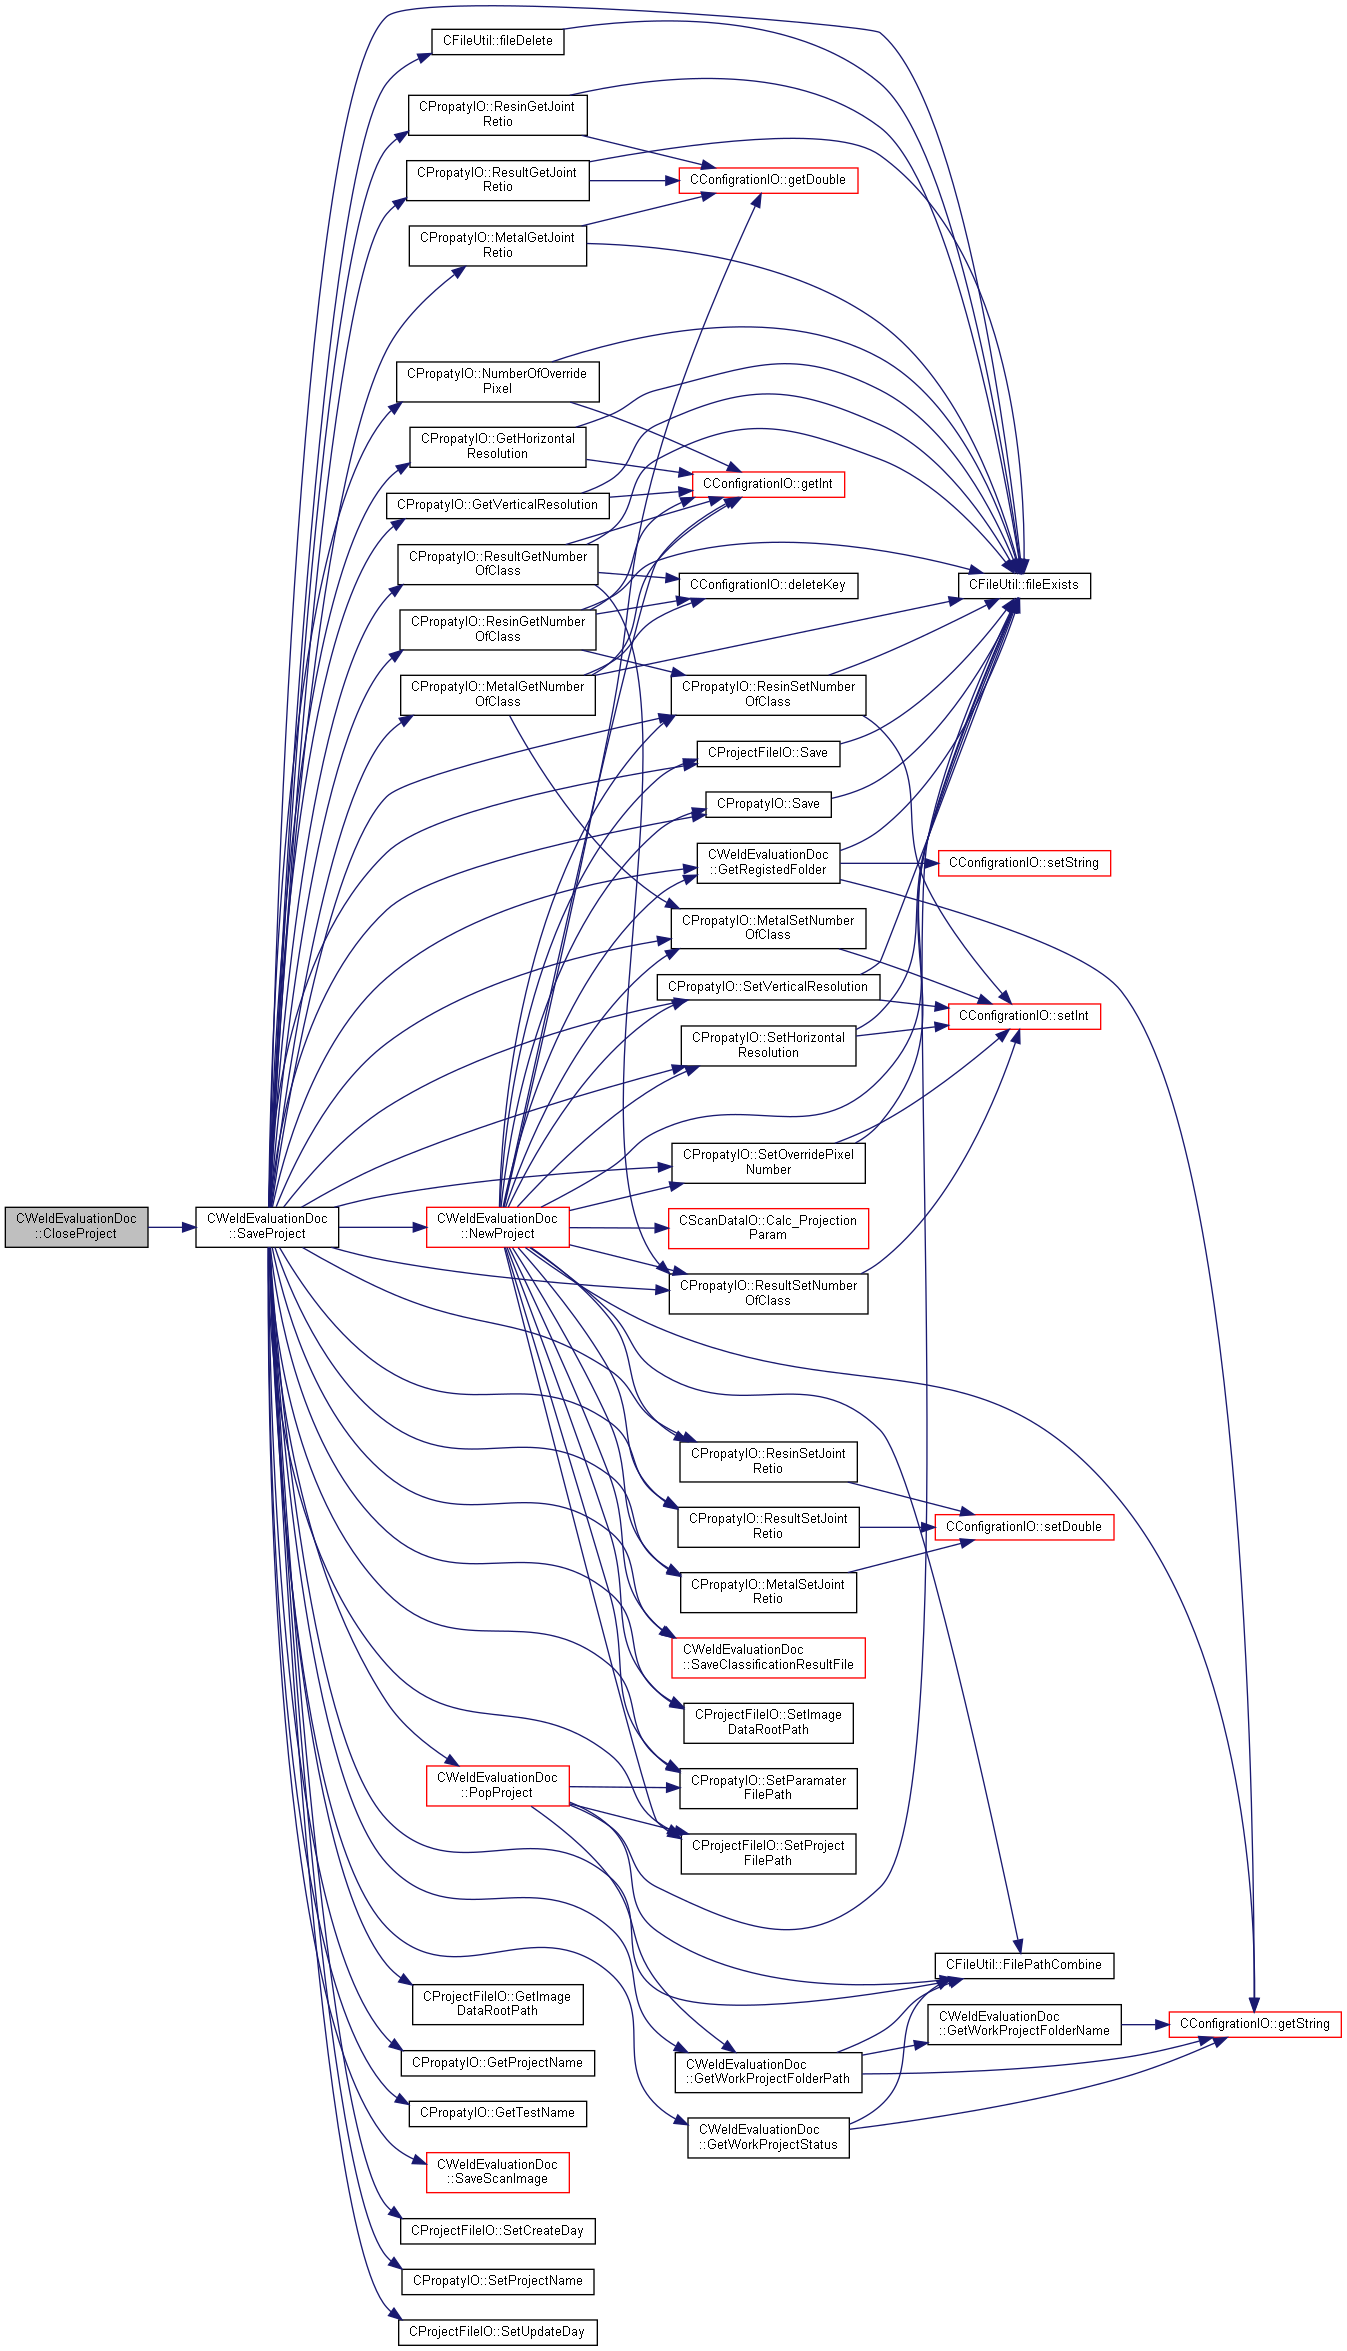 CFileUtil::fileDelete
CPropatyIO::ResinGetJoint
Retio
CPropatyIO::ResultGetJoint
Retio
CConfigrationIO::getDouble
CPropatyIO::MetalGetJoint
Retio
CPropatyIO::NumberOfOverride
Pixel
CPropatyIO::GetHorizontal
Resolution
CConfigrationIO::getInt
CPropatyIO::GetVerticalResolution
CPropatyIO::ResultGetNumber
OfClass
CConfigrationIO::deleteKey
CFileUtil::fileExists
CPropatyIO::ResinGetNumber
OfClass
CPropatyIO::MetalGetNumber
OfClass
CPropatyIO::ResinSetNumber
OfClass
CProjectFileIO::Save
CPropatyIO::Save
CWeldEvaluationDoc
::GetRegistedFolder
CConfigrationIO::setString
CPropatyIO::MetalSetNumber
OfClass
CPropatyIO::SetVerticalResolution
CConfigrationIO::setInt
CPropatyIO::SetHorizontal
Resolution
CPropatyIO::SetOverridePixel
Number
CWeldEvaluationDoc
::CloseProject
CWeldEvaluationDoc
::SaveProject
CWeldEvaluationDoc
::NewProject
CScanDataIO::Calc_Projection
Param
CPropatyIO::ResultSetNumber
OfClass
CPropatyIO::ResinSetJoint
Retio
CPropatyIO::ResultSetJoint
Retio
CConfigrationIO::setDouble
CPropatyIO::MetalSetJoint
Retio
CWeldEvaluationDoc
::SaveClassificationResultFile
CProjectFileIO::SetImage
DataRootPath
CWeldEvaluationDoc
::PopProject
CPropatyIO::SetParamater
FilePath
CProjectFileIO::SetProject
FilePath
CFileUtil::FilePathCombine
CProjectFileIO::GetImage
DataRootPath
CWeldEvaluationDoc
::GetWorkProjectFolderName
CConfigrationIO::getString
CPropatyIO::GetProjectName
CWeldEvaluationDoc
::GetWorkProjectFolderPath
CPropatyIO::GetTestName
CWeldEvaluationDoc
::GetWorkProjectStatus
CWeldEvaluationDoc
::SaveScanImage
CProjectFileIO::SetCreateDay
CPropatyIO::SetProjectName
CProjectFileIO::SetUpdateDay